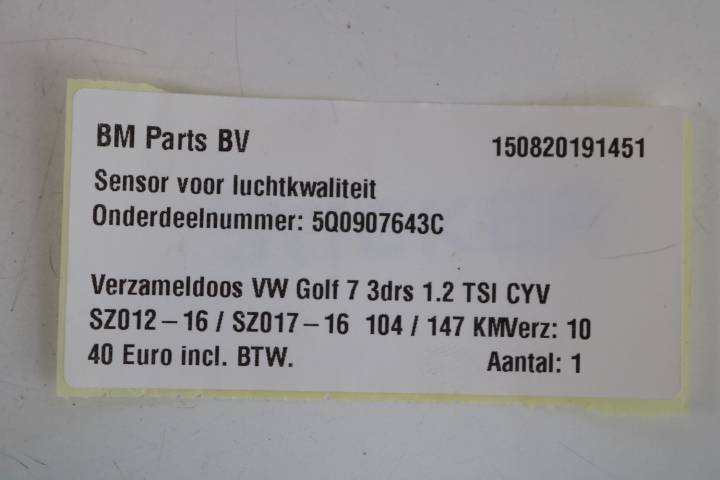 BM Parts BV 150820191451
Sensor voor luchtkwaliteit
Onderdeelnummer: 5Q0907643C
Verzameldoos VW Golf 7 3drs 1.2 TSI CYV
SZ012-16 / SZ017-16 104 / 147 KMVerz: 10
40 Euro incl. BTW. Aantal: 1